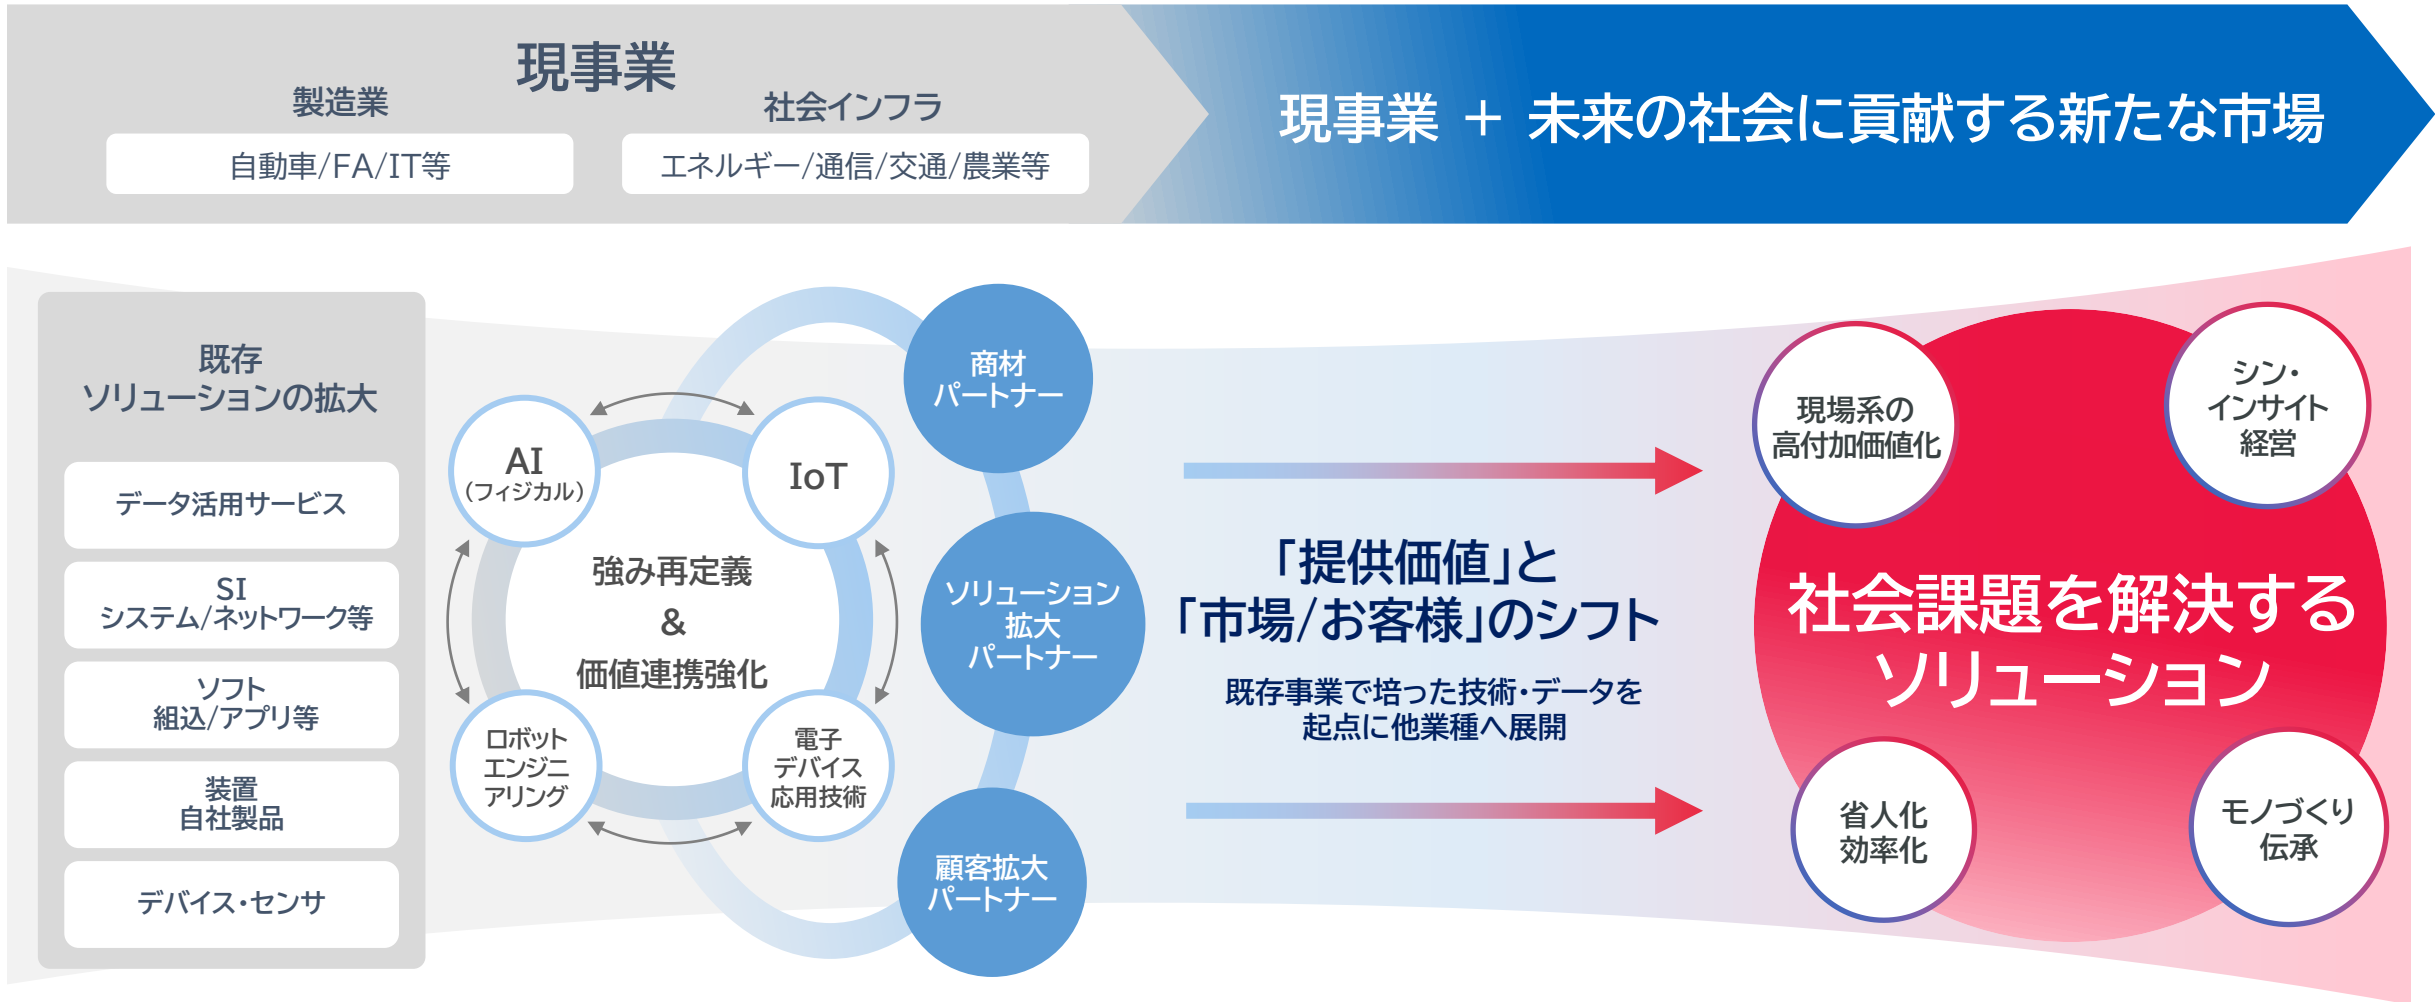 現事業
製造業
自動車/FA/IT等
社会インフラ
エネルギー/通信/交通/農業等
現事業 + 未来の社会に貢献する新たな市場
既存
ソリューションの拡大
データ活用サービス
SI
システム/ネットワーク等
ソフト
組込/アプリ等
装置
自社製品
デバイス・センサ
AI
（フィジカル）
IoT
強み再定義
&
価値連携強化
ロボット
エンジニ
アリング
電子
デバイス
応用技術
商材
パートナー
ソリューション
拡大
パートナー
顧客拡大
パートナー
「提供価値」と
「市場/お客様」のシフト
既存事業で培った技術・データを
起点に他業種へ展開
現場系の
高付加価値化
シン・
インサイト
経営
社会課題を解決する
ソリューション
省人化
効率化
モノづくり
伝承